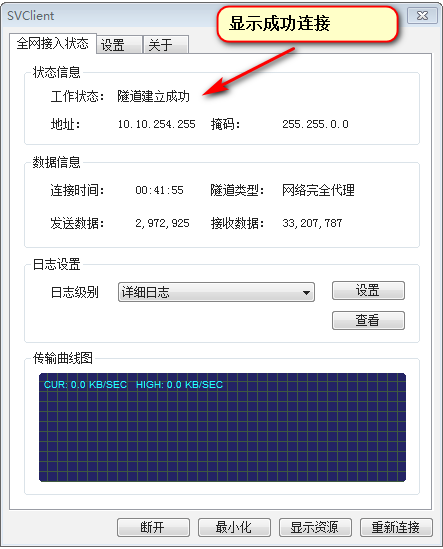 SVClient
显示成功连接
全网接入状态 设置 关于
状态信息
工作状态： 隧道建立成功
地址： 10.10.254.255 掩码： 255.255.0.0
数据信息
连接时间： 00:41:55 隧道类型： 网络完全代理
发送数据： 2,972,925 接收数据： 33,207,787
日志设置
日志级别 详细日志 设置
查看
传输曲线图
CUR: 0.0 KB/SEC HIGH: 0.0 KB/SEC
断开 最小化 显示资源 重新连接